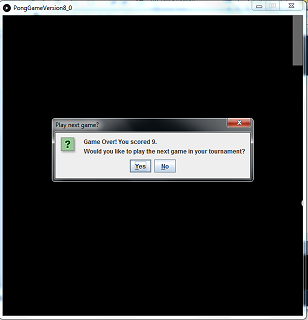 PongGameVersion8_0
Play next game?
Game Over! You scored 9.
Would you like to play the next game in your tournament?
Yes No